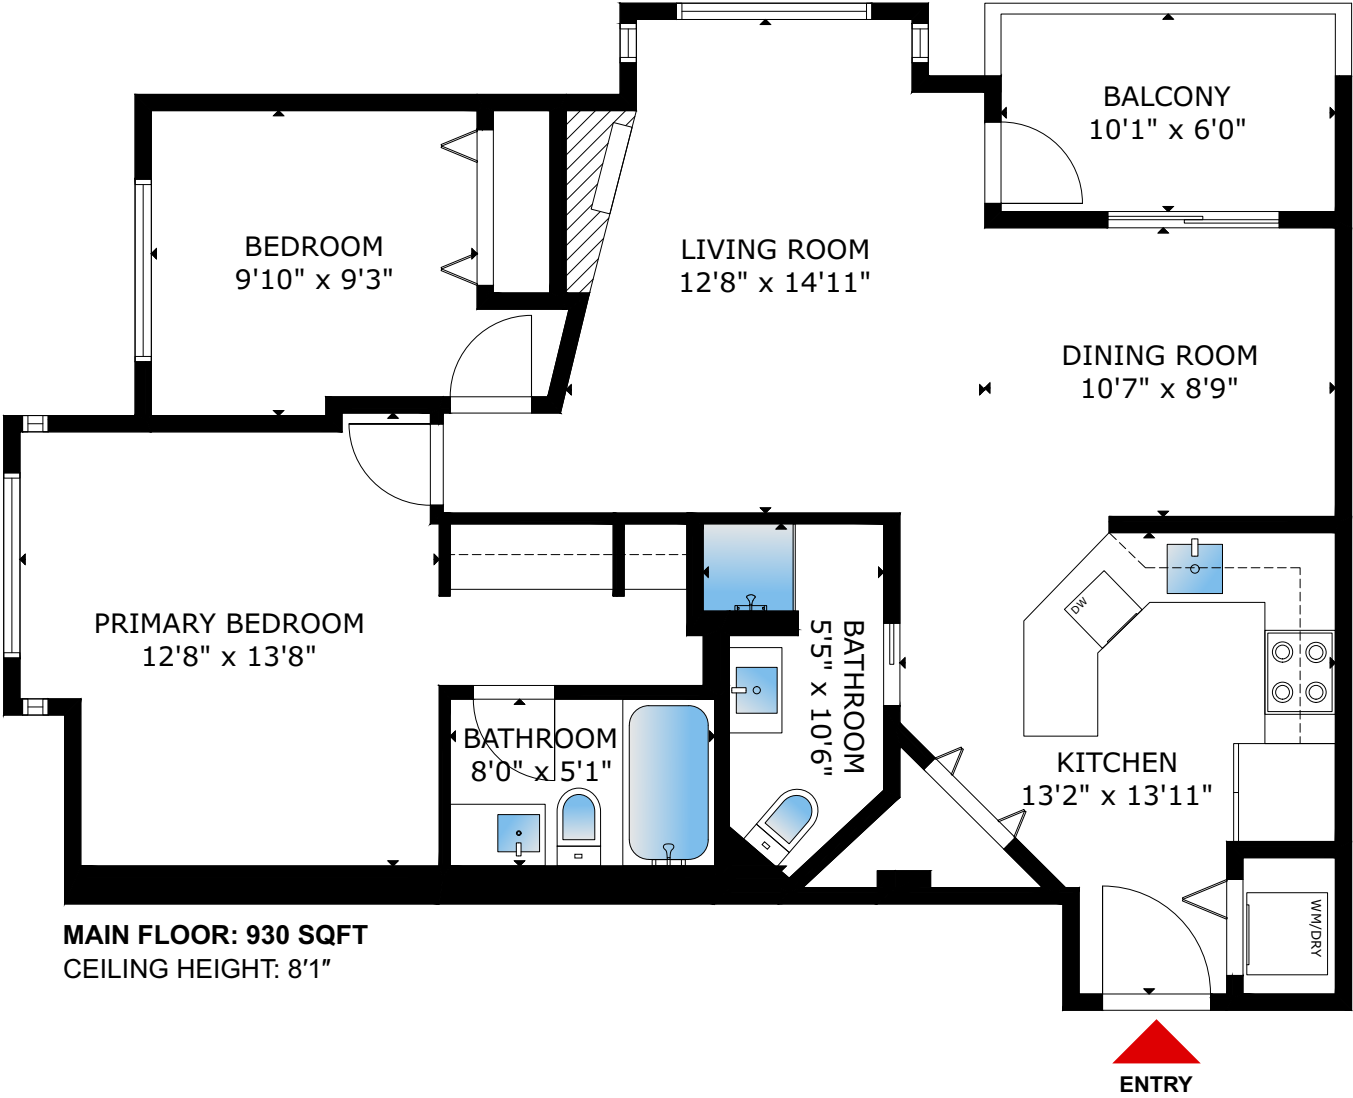 BALCONY
10'1" x 6'0"
BEDROOM
9'10" x 9'3"
LIVING ROOM
12'8" x 14'11"
DINING ROOM
10'7" x 8'9"
PRIMARY BEDROOM
12'8" x 13'8"
DW
BATHROOM
5'5" x 10'6"
BATHROOM
8'0" x 5'1"
KITCHEN
13'2" x 13'11"
WM/DRY
MAIN FLOOR: 930 SQFT
CEILING HEIGHT: 8'1"
ENTRY